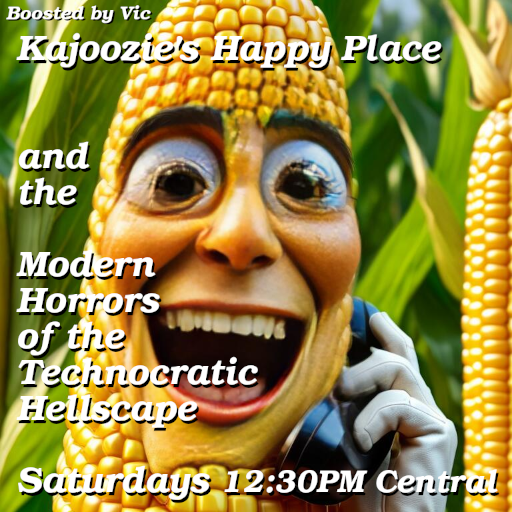 Boosted by Vic
Kajoozie's Happy Place
and
the
Modern
Horrors
of the
Technocratic
Hellscape
Saturdays 12:30PM Central